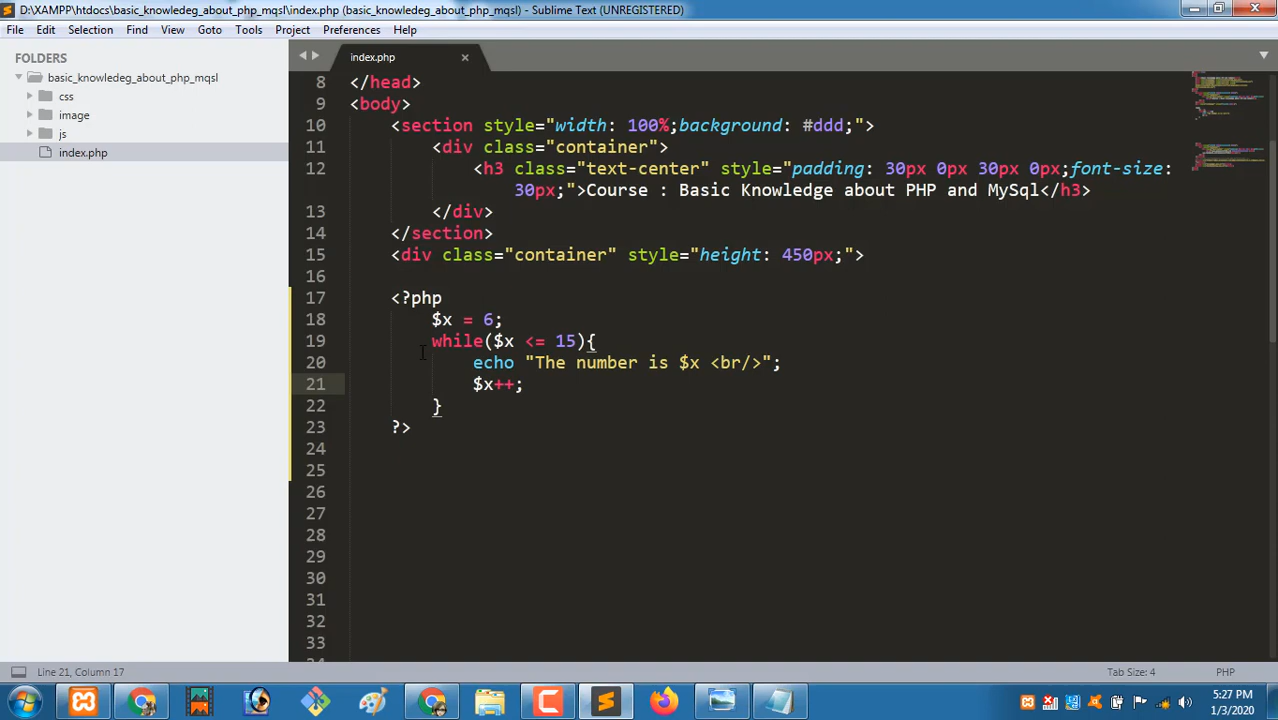 D:\XAMPP\htdocs\basic_knowledeg_about_php_mqsl\index.php (basic_knowledeg_about_php_mqsl) - Sublime Text (UNREGISTERED)
File Edit Selection Find View Goto Tools Project Preferences Help
FOLDERS
basic_knowledeg_about_php_mqsl
css
image
js
index.php
index.php
8 </head>
9 <body>
10 <section style="width: 100%;background: #ddd;">
11 <div class="container">
12 <h3 class="text-center" style="padding: 30px 0px 30px 0px;font-size:
30px;">Course : Basic Knowledge about PHP and MySql</h3>
13 </div>
14 </section>
15 <div class="container" style="height: 450px;">
16
17 <?php
18 $x = 6;
19 while($x <= 15){
20 echo "The number is $x <br/>";
21 $x++;
22 }
23 ?>
24
25
26
27
28
29
30
31
32
33
Line 21, Column 17
Tab Size: 4
PHP
5:27 PM
1/3/2020